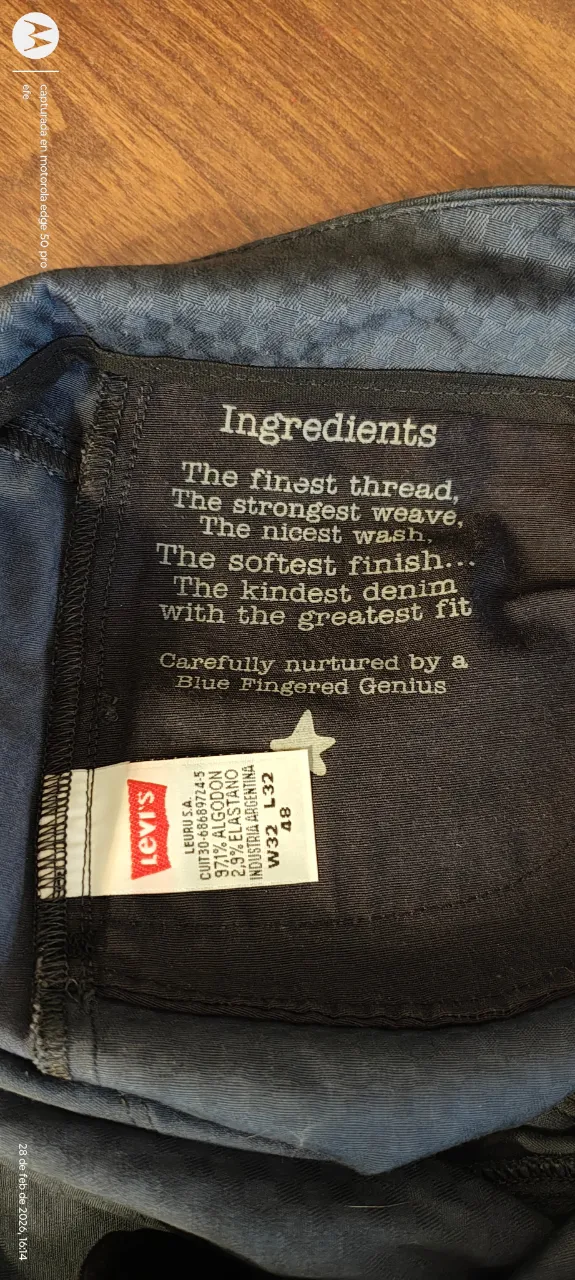 capturada en motorola edge 50 pro
efe
Ingredients
The finest thread,
The strongest weave,
The nicest wash,
The softest finish...
The kindest denim
with the greatest fit
Carefully nurtured by a
Blue Fingered Genius
LEVI'S
LEURU S.A.
CUIT30-68689724-5
97,1% ALGODON
2,9% ELASTANO
INDUSTRIA ARGENTINA
W32 L32
48
28 de feb de 2026, 16:14